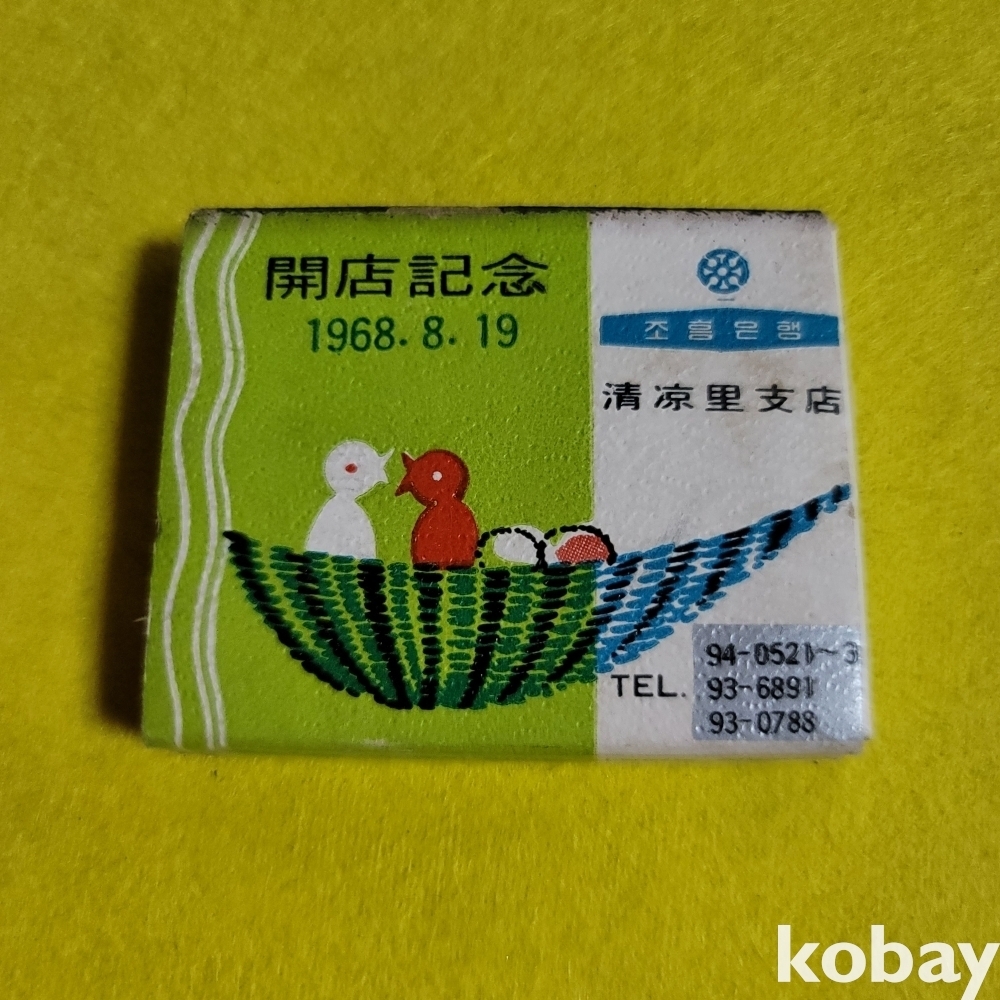 開店記念
1968. 8. 19
조흥은행
清凉里支店
TEL.
94-0521~3
93-6891
93-0788
kobay